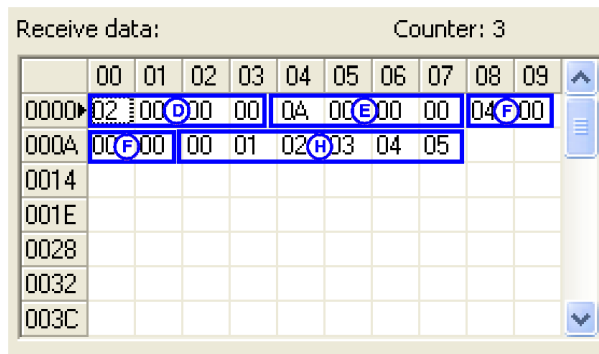 Receive data: Counter: 3
00 01 02 03 04 05 06 07 08 09
0000 02 00 D 00 00 0A 00 E 00 00 04 F 00
000A 00 F 00 00 01 02 H 03 04 05
0014
001E
0028
0032
003C